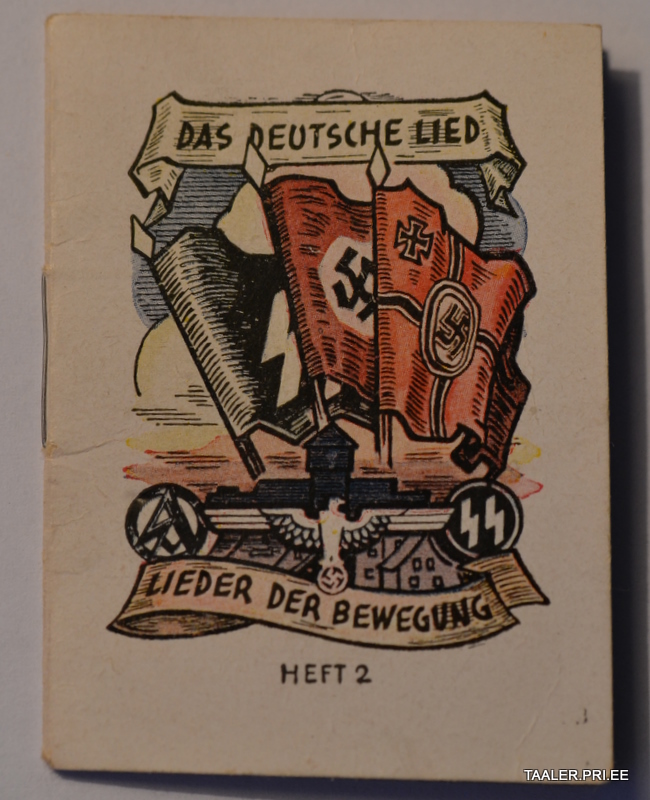 DAS DEUTSCHE LIED
LIEDER DER BEWEGUNG
HEFT 2
TAALER.PRI.EE